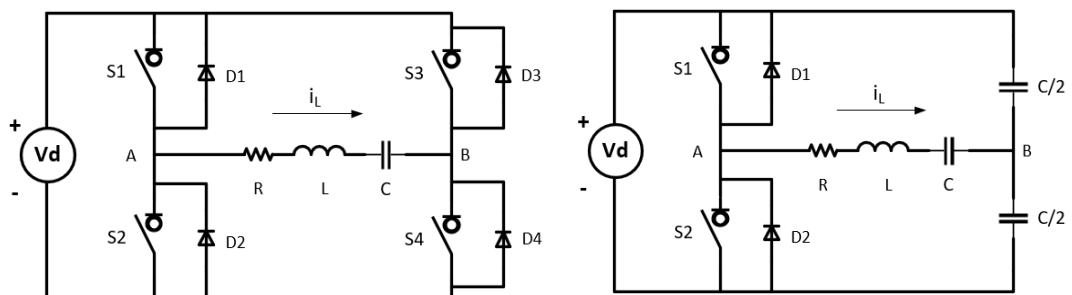 S1
D1
S3
D3
i_L
+
Vd
-
A
B
R
L
C
S2
D2
S4
D4
S1
D1
C/2
i_L
+
Vd
-
A
B
R
L
C
S2
D2
C/2